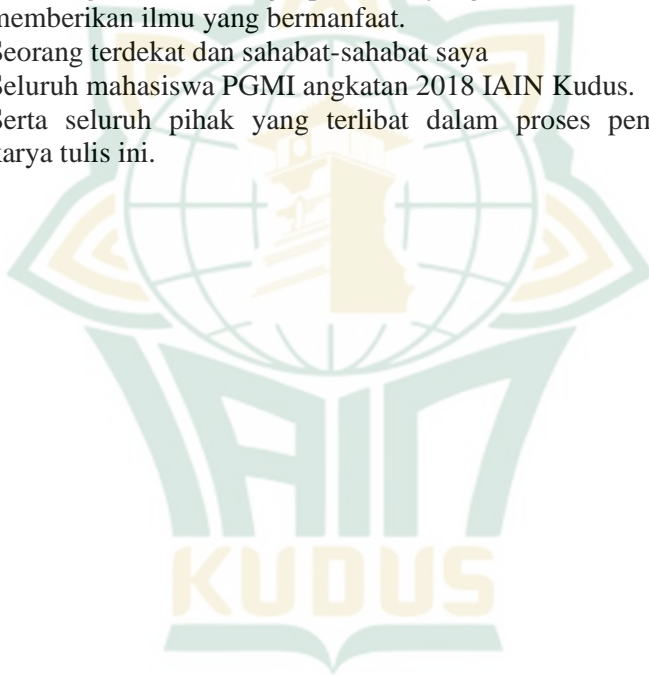 memberikan ilmu yang bermanfaat.
Seorang terdekat dan sahabat-sahabat saya
Seluruh mahasiswa PGMI angkatan 2018 IAIN Kudus.
Serta seluruh pihak yang terlibat dalam proses
karya tulis ini.
IAIN
KUDUS